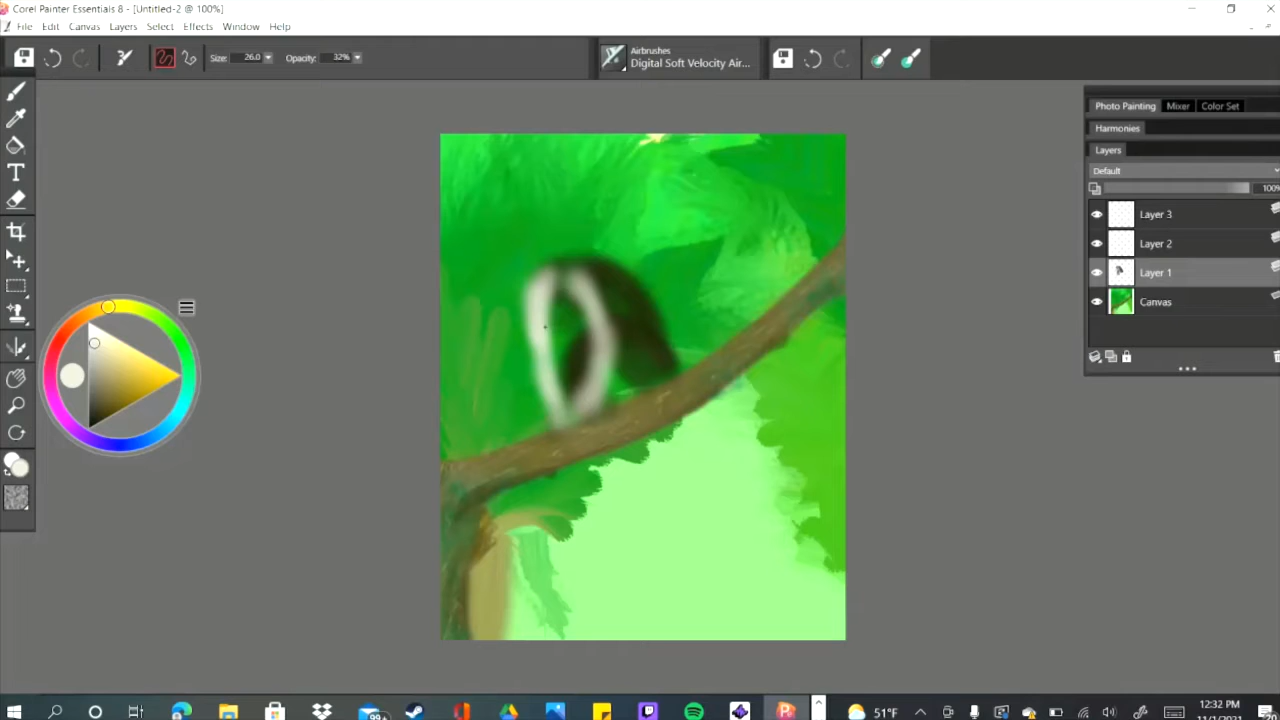 Corel Painter Essentials 8 - [Untitled-2 @ 100%]
File Edit Canvas Layers Select Effects Window Help
Size: 26.0 Opacity: 32%
Airbrushes
Digital Soft Velocity Air...
Photo Painting Mixer Color Set
Harmonies
Layers
Default
100%
Layer 3
Layer 2
Layer 1
Canvas
99+
51°F
12:32 PM